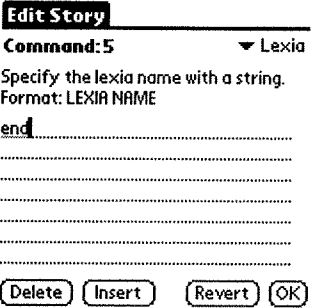 Edit Story
Command: 5 Lexia
Specify the lexia name with a string.
Format: LEXIA NAME
end
Delete Insert Revert OK